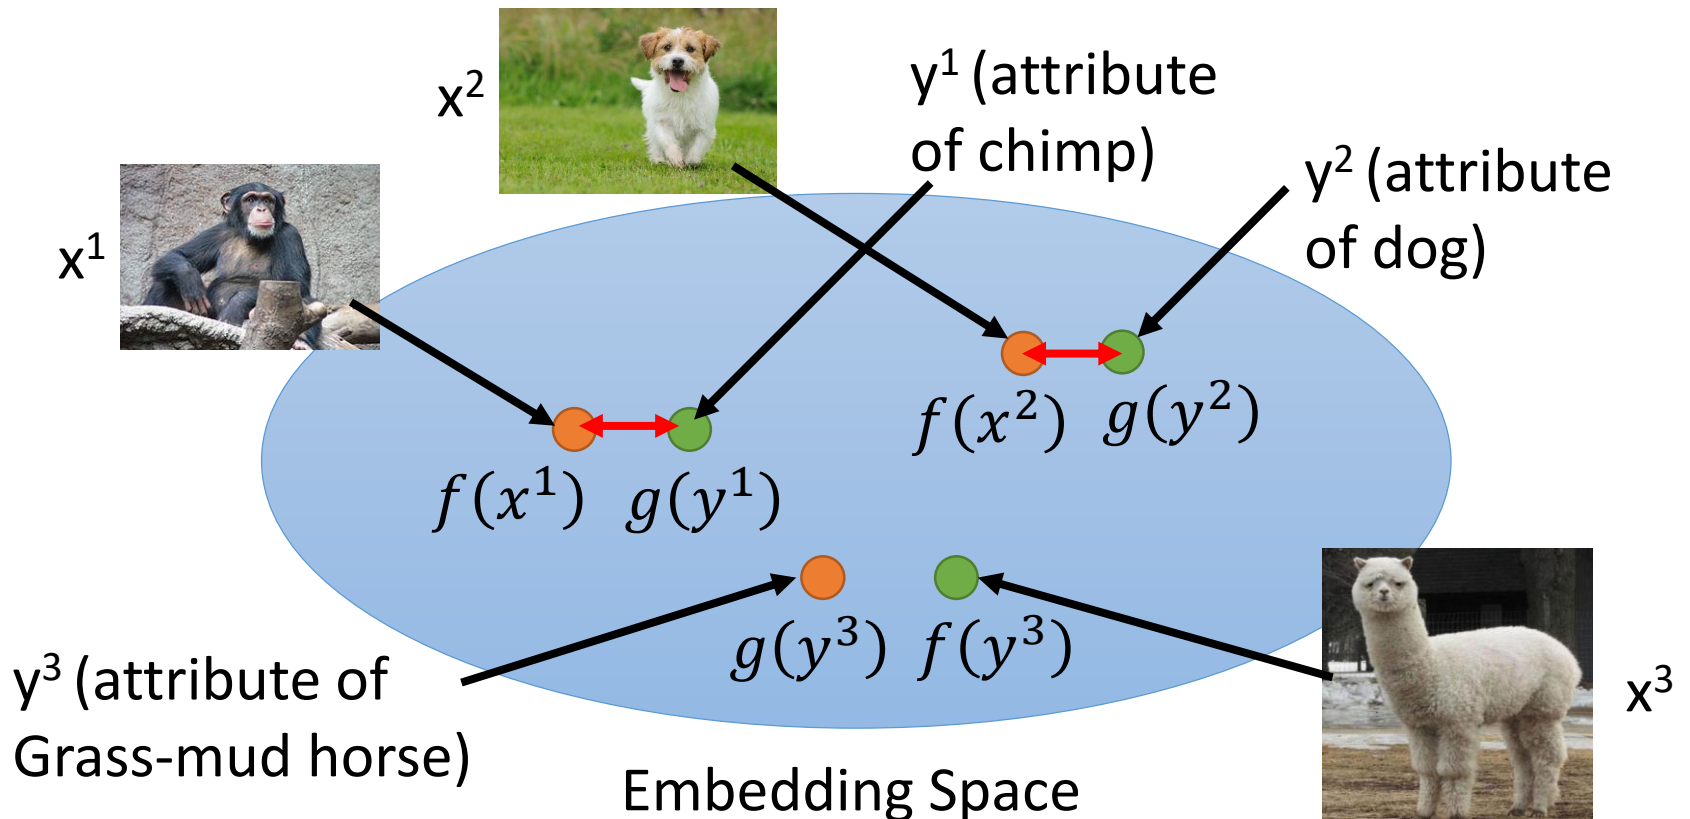 x²
y¹ (attribute
of chimp)
y² (attribute
of dog)
x¹
f(x²) g(y²)
f(x¹) g(y¹)
g(y³) f(y³)
y³ (attribute of
Grass-mud horse)
x³
Embedding Space